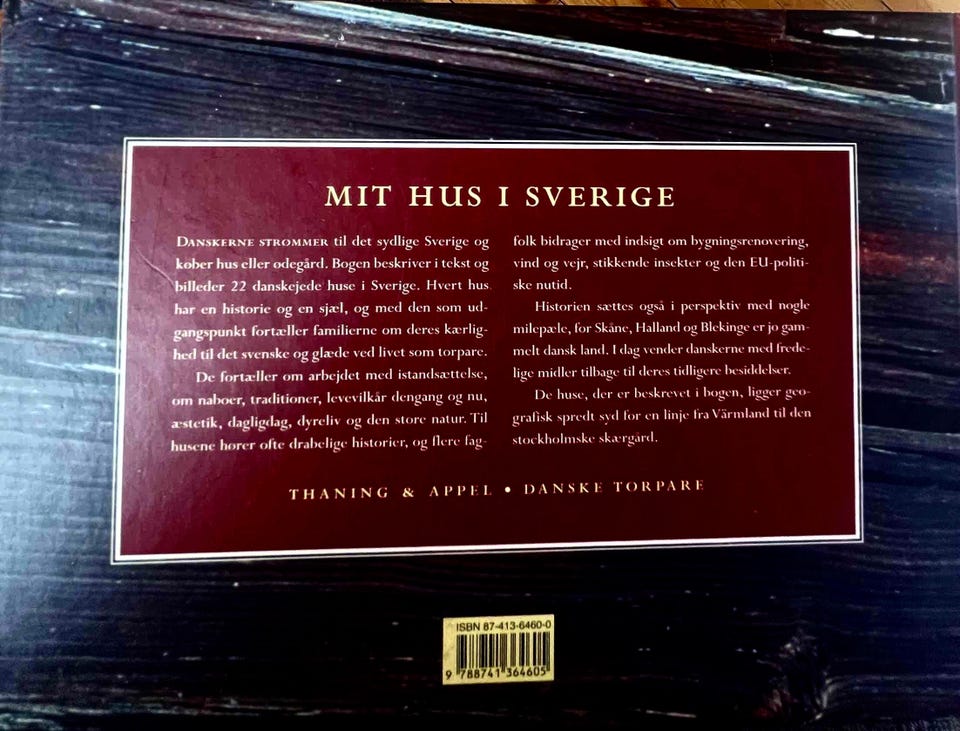 MIT HUS I SVERIGE
DANSKERNE STRØMMER til det sydlige Sverige og
køber hus eller ødegård. Bogen beskriver i tekst og
billeder 22 danskejede huse i Sverige. Hvert hus
har en historie og en sjæl, og med den som ud-
gangspunkt fortæller familierne om deres kærlig-
hed til det svenske og glæde ved livet som torpare.
De fortæller om arbejdet med istandsættelse,
om naboer, traditioner, levevilkår dengang og nu,
æstetik, dagligdag, dyreliv og den store natur. Til
husene hører ofte drabelige historier, og flere fag-
folk bidrager med indsigt om bygningsrenovering,
vind og vejr, stikkende insekter og den EU-politi-
ske nutid.
Historien sættes også i perspektiv med nogle
milepæle, for Skåne, Halland og Blekinge er jo gam-
melt dansk land. I dag vender danskerne med frede-
lige midler tilbage til deres tidligere besiddelser.
De huse, der er beskrevet i bogen, ligger geo-
grafisk spredt syd for en linje fra Värmland til den
stockholmske skærgård.
THANING & APPEL • DANSKE TORPARE
ISBN 87-413-6460-0
9 788741 364605